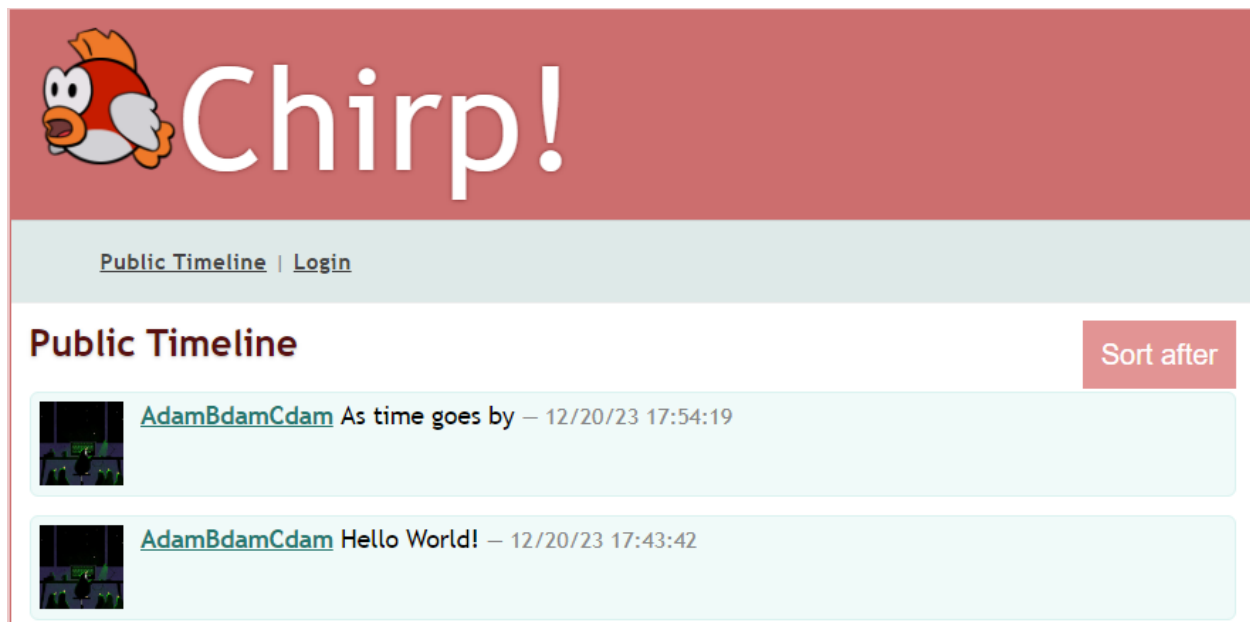 Chirp!
Public Timeline | Login
Public Timeline
Sort after
AdamBdamCdam As time goes by — 12/20/23 17:54:19
AdamBdamCdam Hello World! — 12/20/23 17:43:42